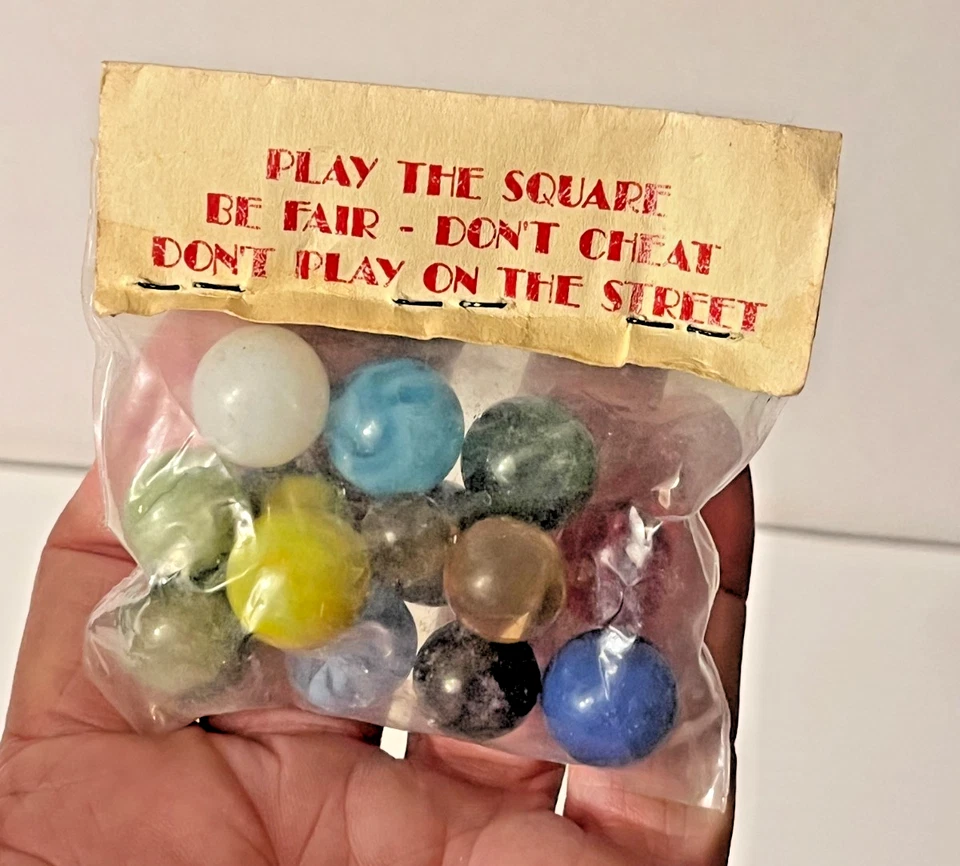 PLAY THE SQUARE
BE FAIR - DON'T CHEAT
DON'T PLAY ON THE STREET